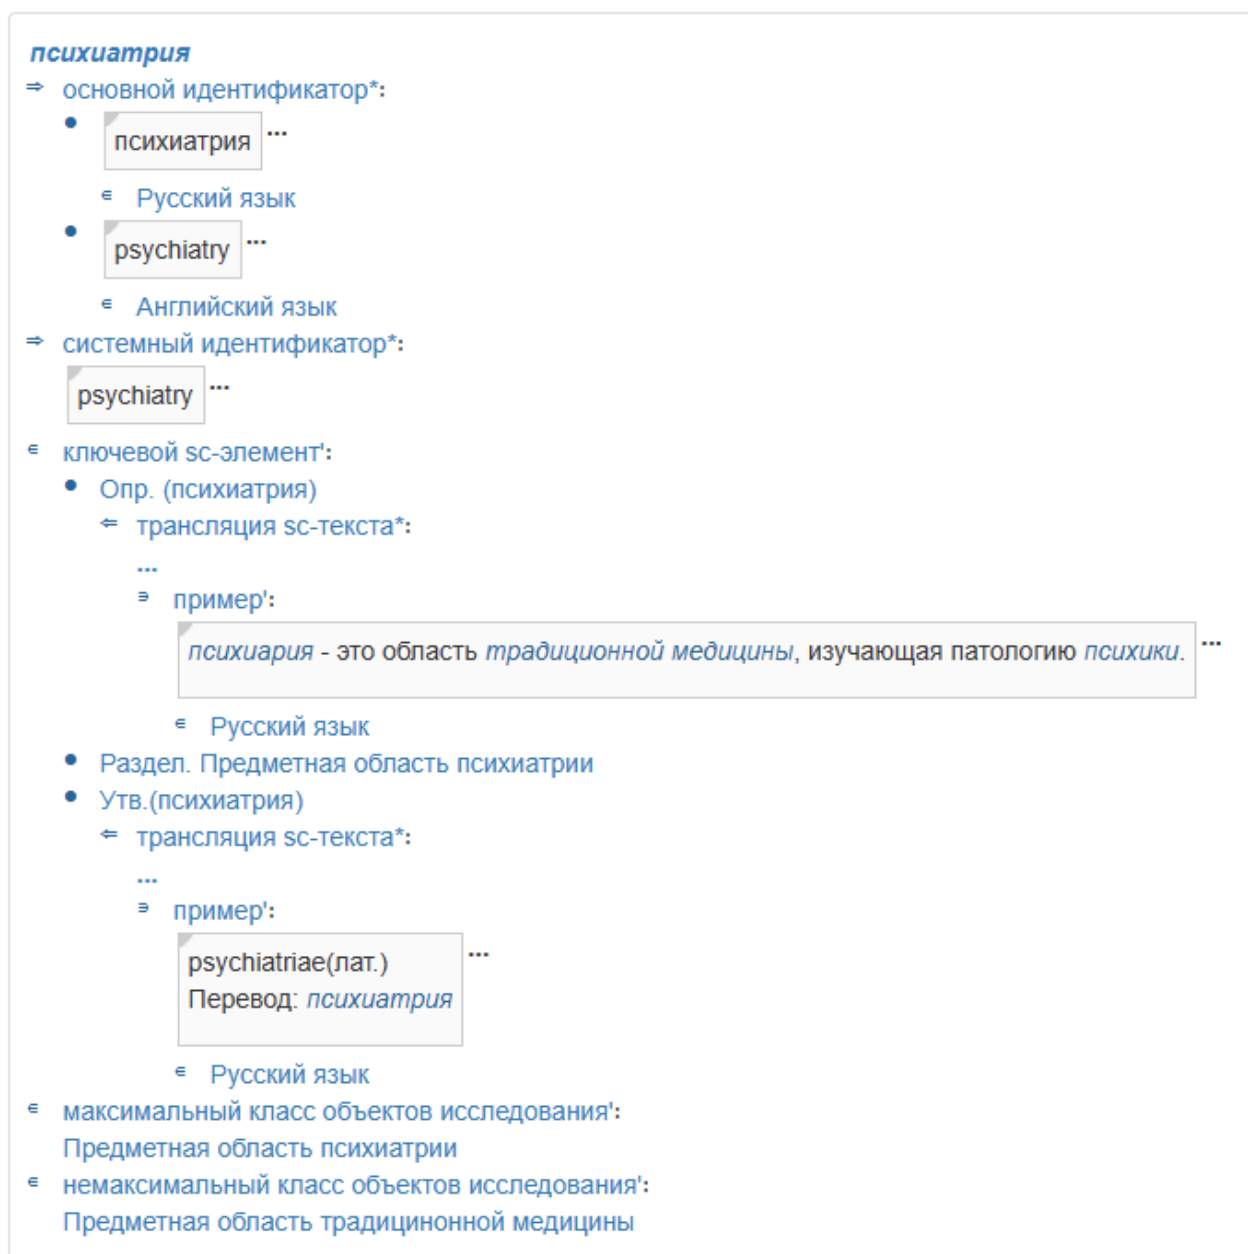 психиатрия
⇒ основной идентификатор*:
• психиатрия ...
∊ Русский язык
• psychiatry ...
∊ Английский язык
⇒ системный идентификатор*:
psychiatry ...
∊ ключевой sc-элемент':
• Опр. (психиатрия)
⇐ трансляция sc-текста*:
...
∍ пример':
психиария - это область традиционной медицины, изучающая патологию психики. ...
∊ Русский язык
• Раздел. Предметная область психиатрии
• Утв.(психиатрия)
⇐ трансляция sc-текста*:
...
∍ пример':
psychiatriae(лат.) ...
Перевод: психиатрия
∊ Русский язык
∊ максимальный класс объектов исследования':
Предметная область психиатрии
∊ немаксимальный класс объектов исследования':
Предметная область традицинонной медицины